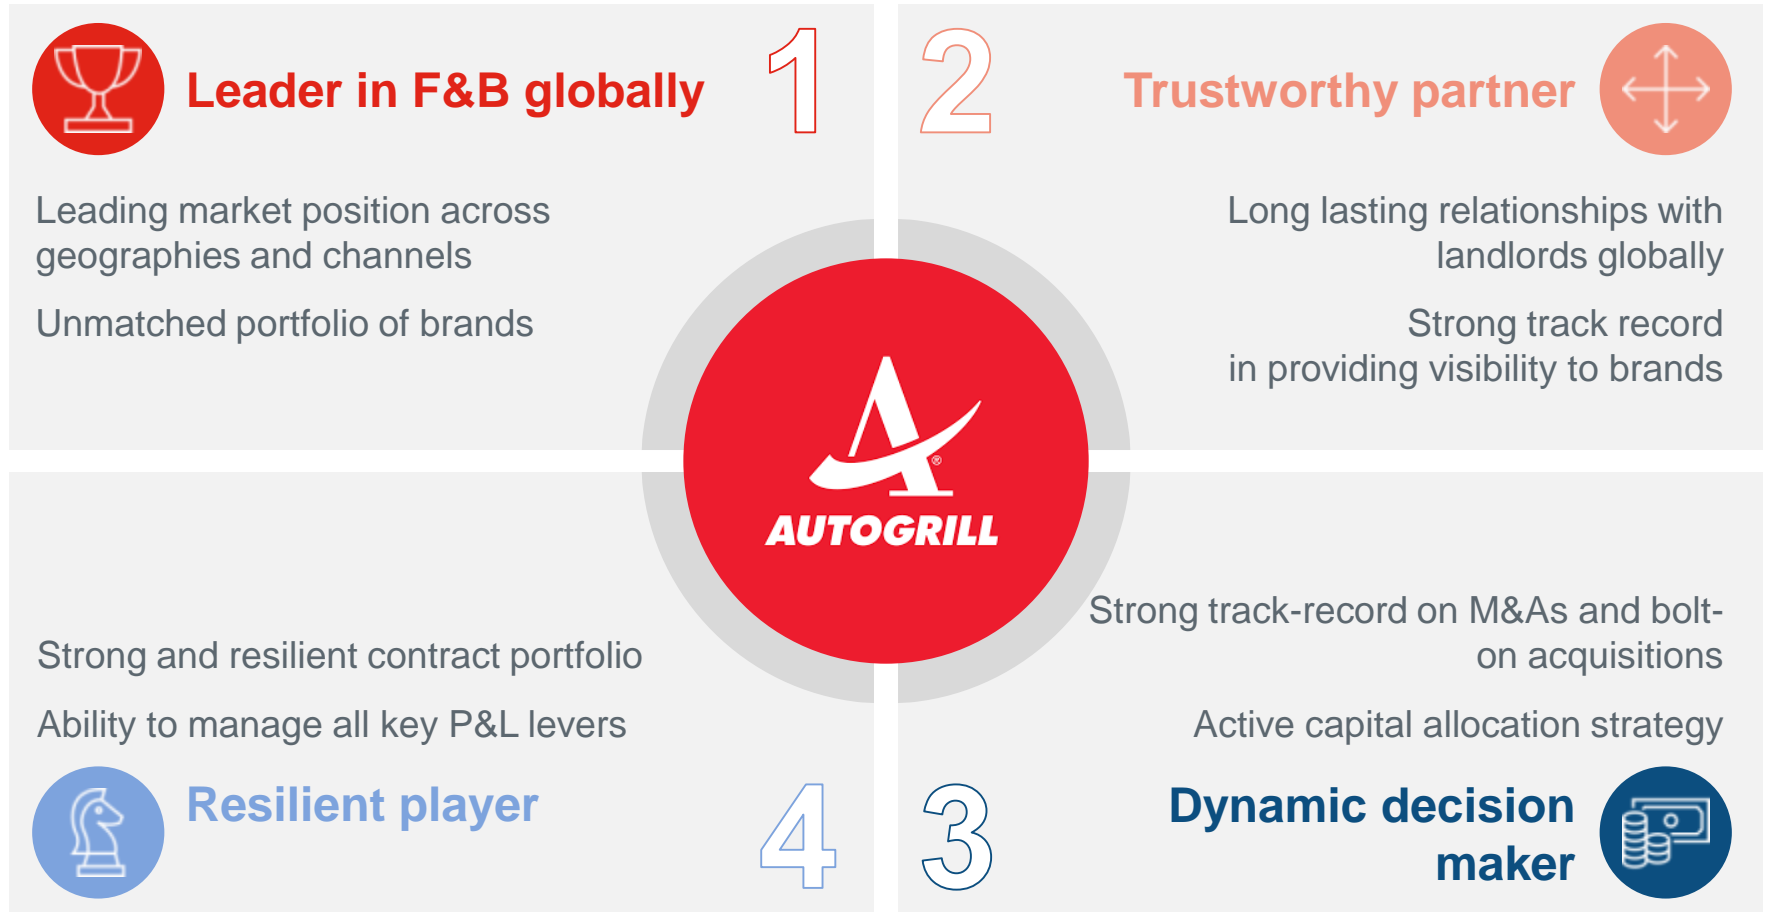 Leader in F&B globally
1
Leading market position across
geographies and channels
Unmatched portfolio of brands
2
Trustworthy partner
Long lasting relationships with
landlords globally
Strong track record
in providing visibility to brands
®
AUTOGRILL
Strong track-record on M&As and bolt-
on acquisitions
Active capital allocation strategy
3
Dynamic decision
maker
Strong and resilient contract portfolio
Ability to manage all key P&L levers
Resilient player
4